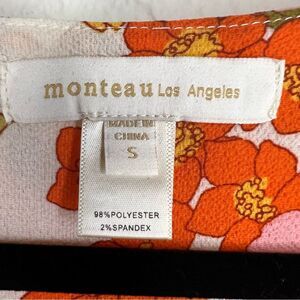 monteau Los Angeles
MADE IN
CHINA
S
98%POLYESTER
2%SPANDEX